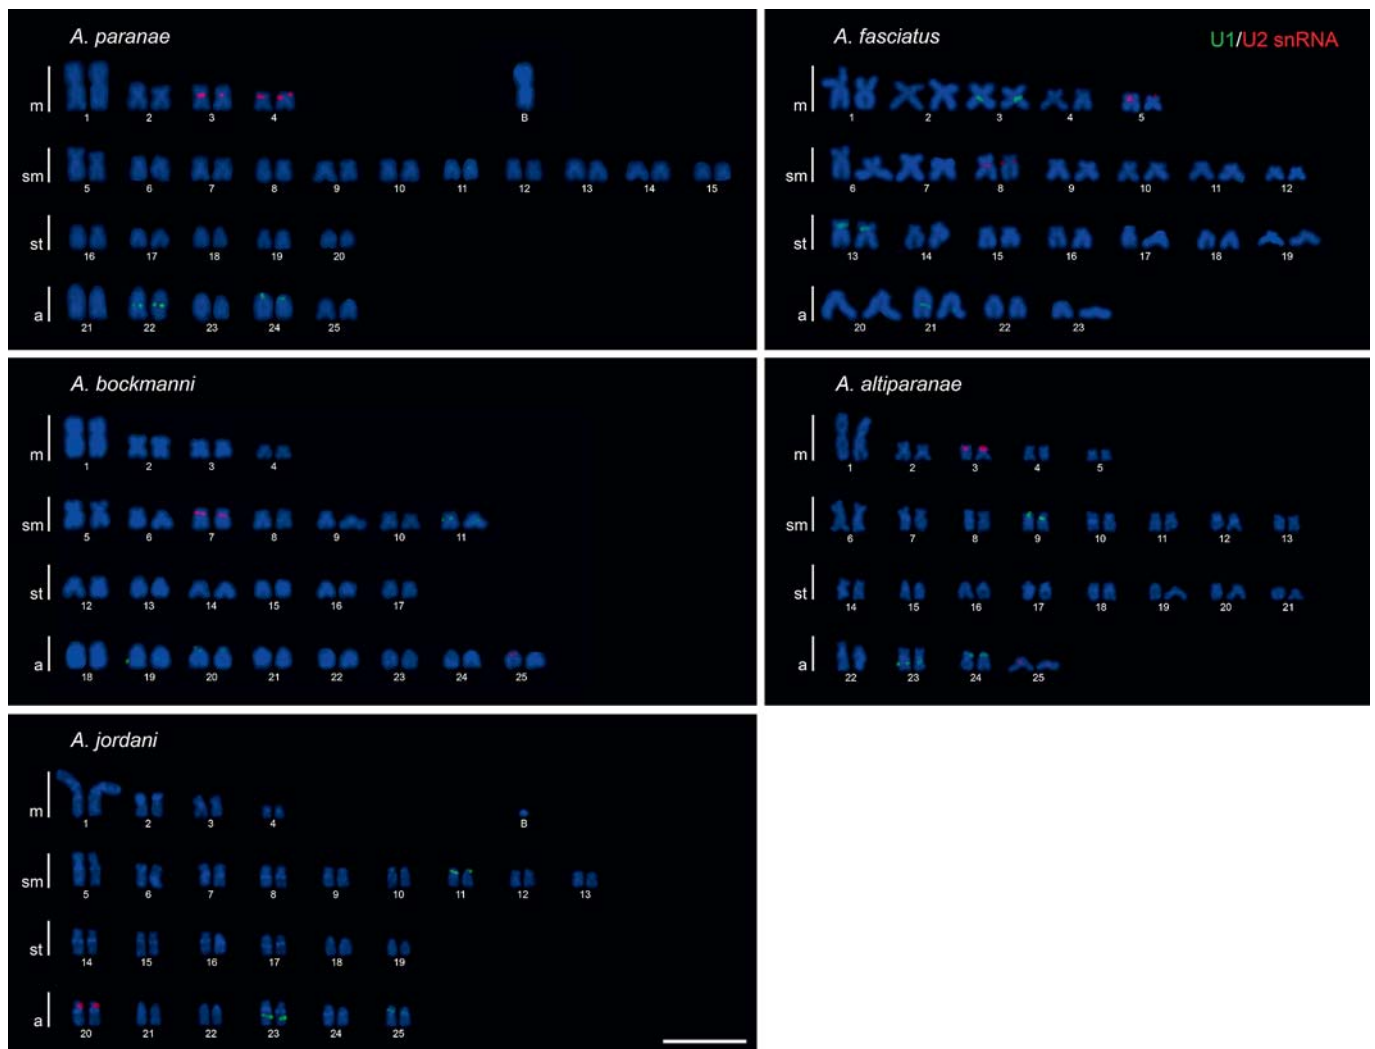 A. paranae
m
1 2 3 4 B
sm
5 6 7 8 9 10 11 12 13 14 15
st
16 17 18 19 20
a
21 22 23 24 25
A. fasciatus
U1/U2 snRNA
m
1 2 3 4 5
sm
6 7 8 9 10 11 12
st
13 14 15 16 17 18 19
a
20 21 22 23
A. bockmanni
m
1 2 3 4
sm
5 6 7 8 9 10 11
st
12 13 14 15 16 17
a
18 19 20 21 22 23 24 25
A. altiparanae
m
1 2 3 4 5
sm
6 7 8 9 10 11 12 13
st
14 15 16 17 18 19 20 21
a
22 23 24 25
A. jordani
m
1 2 3 4 B
sm
5 6 7 8 9 10 11 12 13
st
14 15 16 17 18 19
a
20 21 22 23 24 25